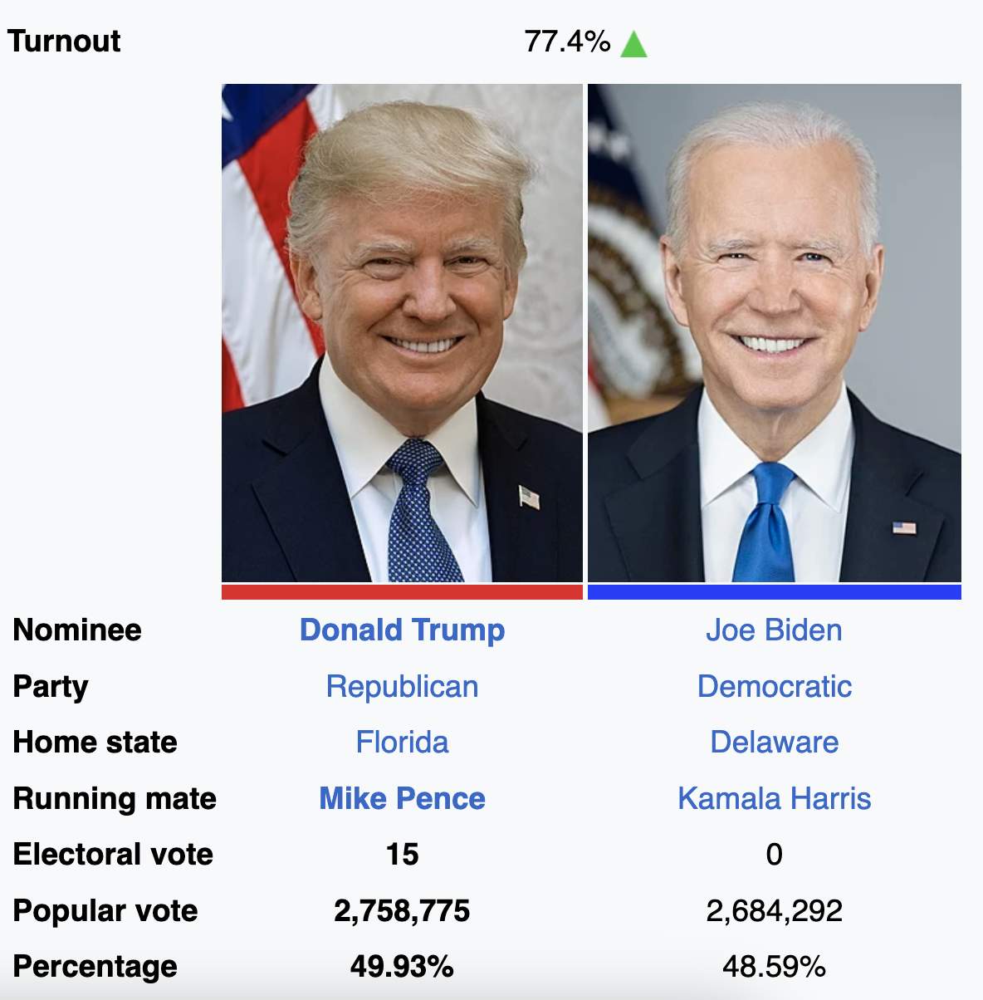 Turnout 77.4%
Nominee Donald Trump Joe Biden
Party Republican Democratic
Home state Florida Delaware
Running mate Mike Pence Kamala Harris
Electoral vote 15 0
Popular vote 2,758,775 2,684,292
Percentage 49.93% 48.59%